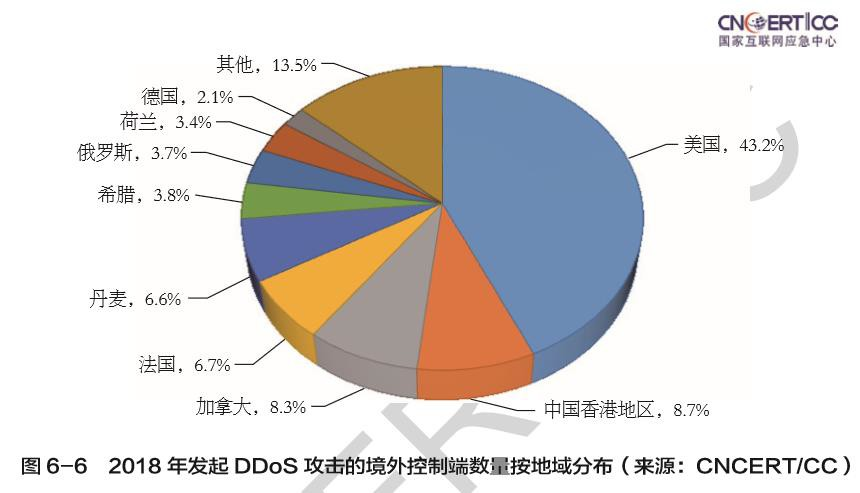 CNCERT/CC
国家互联网应急中心
其他，13.5%
德国，2.1%
荷兰，3.4%
俄罗斯，3.7%
希腊，3.8%
丹麦，6.6%
法国，6.7%
加拿大，8.3%
中国香港地区，8.7%
美国，43.2%
图 6-6 2018 年发起 DDoS 攻击的境外控制端数量按地域分布（来源：CNCERT/CC）